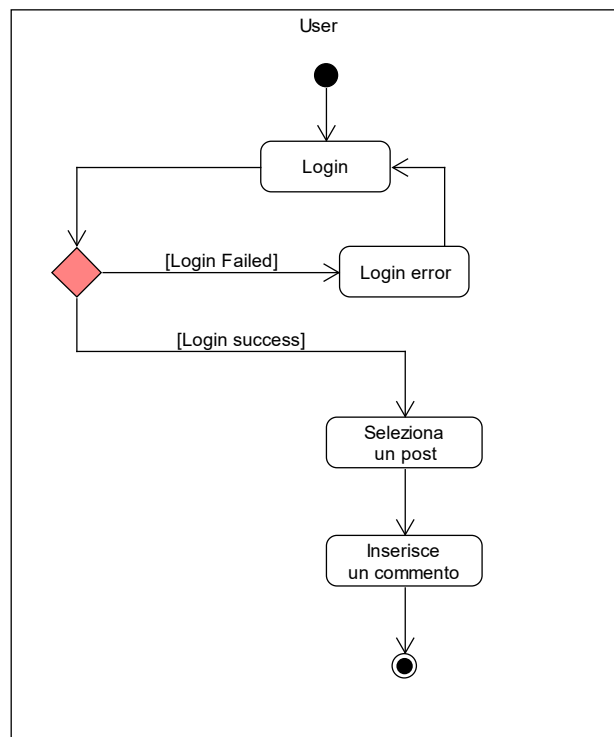 User
Login
[Login Failed]
Login error
[Login success]
Seleziona
un post
Inserisce
un commento